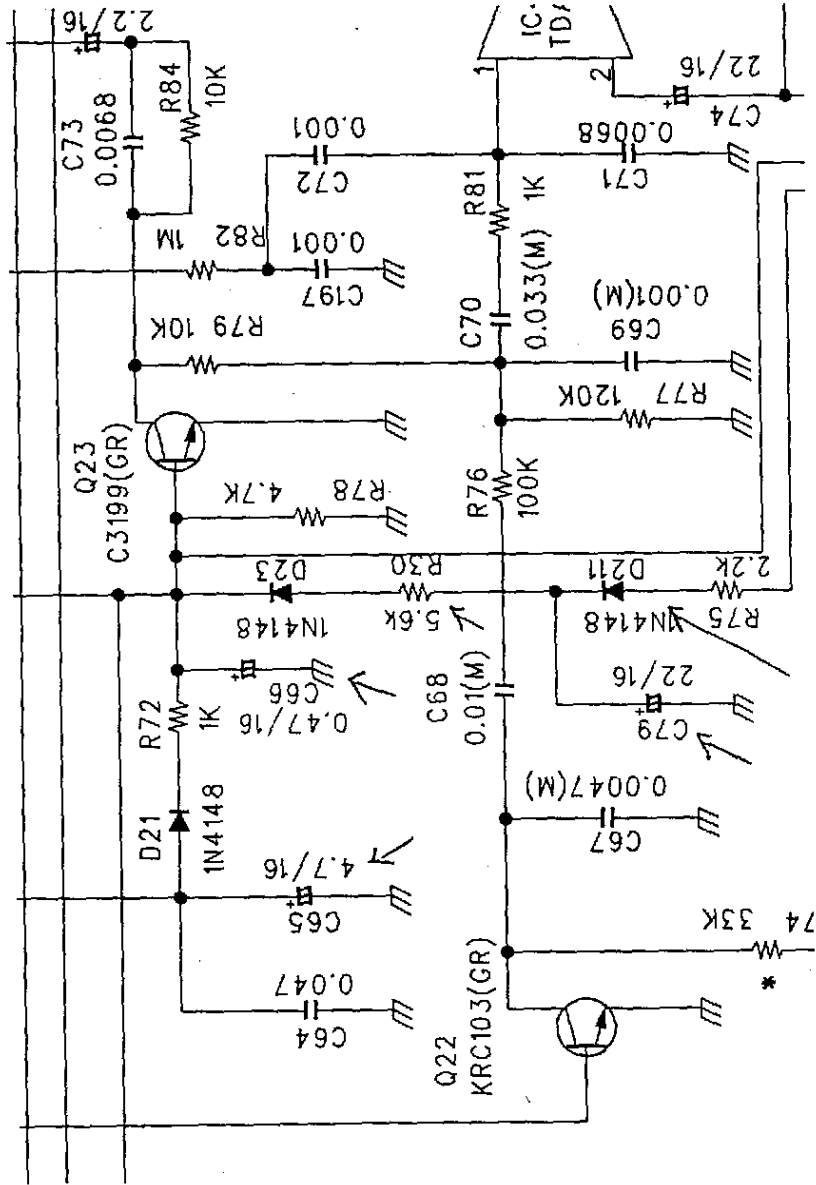 2.2/16
C73
0.0068
R84
10K
IC-
TDA
1
2
22/16
C74
0.001
C72
0.0068
C71
R81
1K
1M
R82
0.001
C197
C70
0.033(M)
0.001(M)
C69
R79 10K
R77
120K
Q23
C3199(GR)
4.7K
R78
R76
100K
D23
1N4148
R30
5.6k
D211
1N4148
2.2k
R75
C66
0.47/16
R72
1K
C68
0.01(M)
22/16
C79
D21
1N4148
0.0047(M)
C67
4.7/16
C65
0.047
C64
33K
74
*
Q22
KRC103(GR)